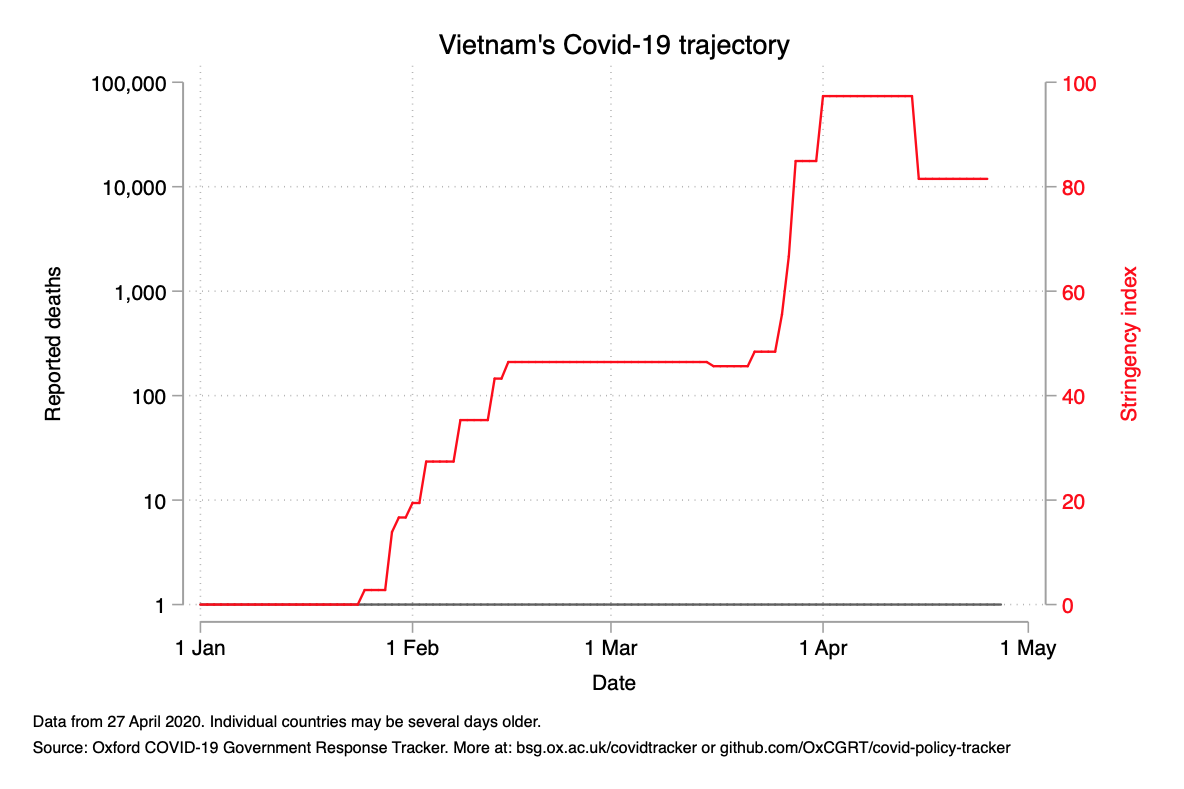 Vietnam's Covid-19 trajectory
100,000
10,000
1,000
100
10
1
Reported deaths
100
80
60
40
20
0
Stringency index
1 Jan
1 Feb
1 Mar
1 Apr
1 May
Date
Data from 27 April 2020. Individual countries may be several days older.
Source: Oxford COVID-19 Government Response Tracker. More at: bsg.ox.ac.uk/covidtracker or github.com/OxCGRT/covid-policy-tracker